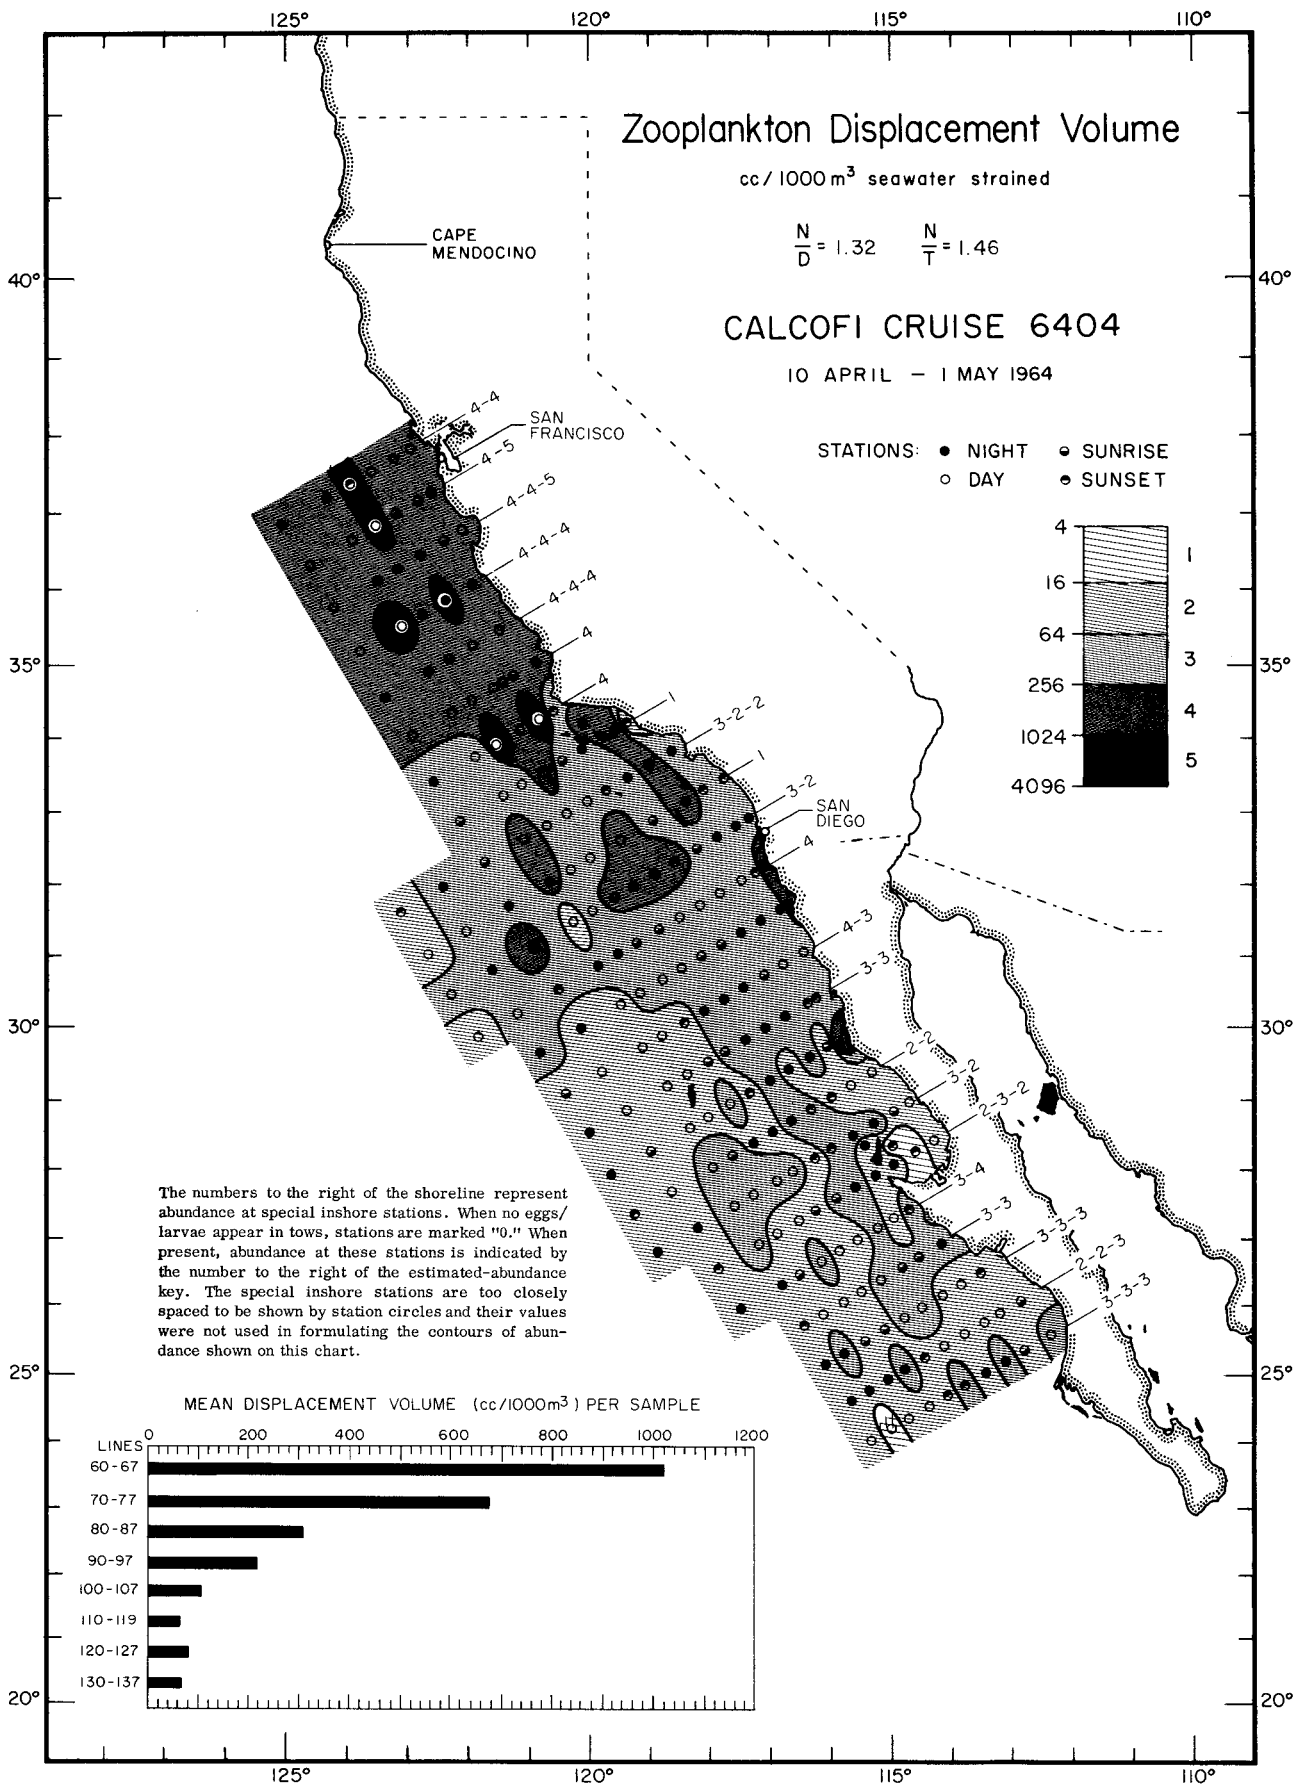 125°
120°
115°
110°
Zooplankton Displacement Volume
cc/1000m³ seawater strained
N/D = 1.32 N/T = 1.46
CAPE
MENDOCINO
40°
40°
CALCOFI CRUISE 6404
10 APRIL – 1 MAY 1964
4-4
SAN
FRANCISCO
4-5
STATIONS: ● NIGHT ◒ SUNRISE
○ DAY ◓ SUNSET
4-4-5
4
1
16
2
64
3
256
4
1024
5
4096
4-4-4
4-4-4
4
35°
35°
4
1
3-2-2
1
3-2
SAN
DIEGO
4
4-3
3-3
30°
30°
2-2
3-2
2-3-2
3-4
3-3
3-3-3
2-2-3
3-3-3
The numbers to the right of the shoreline represent
abundance at special inshore stations. When no eggs/
larvae appear in tows, stations are marked "0." When
present, abundance at these stations is indicated by
the number to the right of the estimated-abundance
key. The special inshore stations are too closely
spaced to be shown by station circles and their values
were not used in formulating the contours of abun-
dance shown on this chart.
25°
25°
MEAN DISPLACEMENT VOLUME (cc/1000m³) PER SAMPLE
LINES
0 200 400 600 800 1000 1200
60-67
70-77
80-87
90-97
100-107
110-119
120-127
130-137
20°
20°
125°
120°
115°
110°